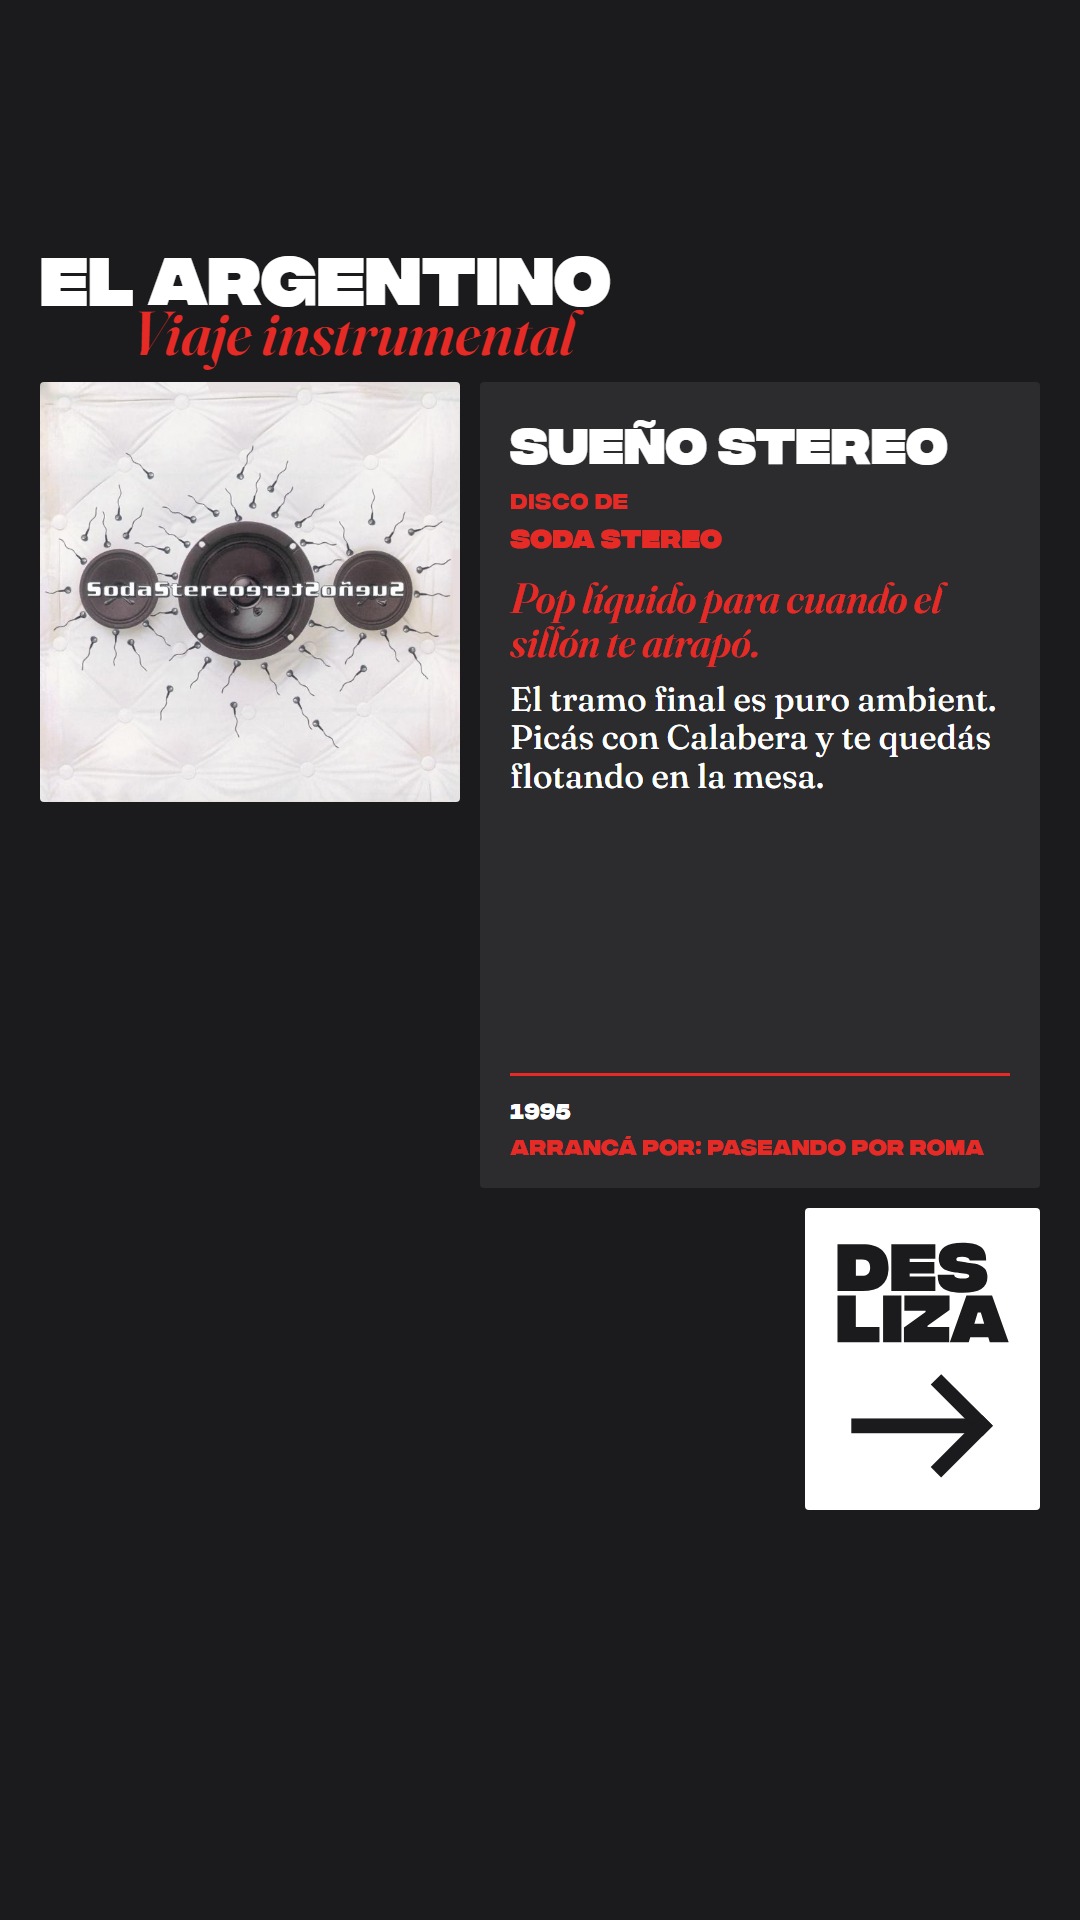 EL ARGENTINO
Viaje instrumental
SodaStereoSueñoStereo
SUEÑO STEREO
DISCO DE
SODA STEREO
Pop líquido para cuando el
sillón te atrapó.
El tramo final es puro ambient.
Picás con Calabera y te quedás
flotando en la mesa.
1995
ARRANCÁ POR: PASEANDO POR ROMA
DES
LIZA